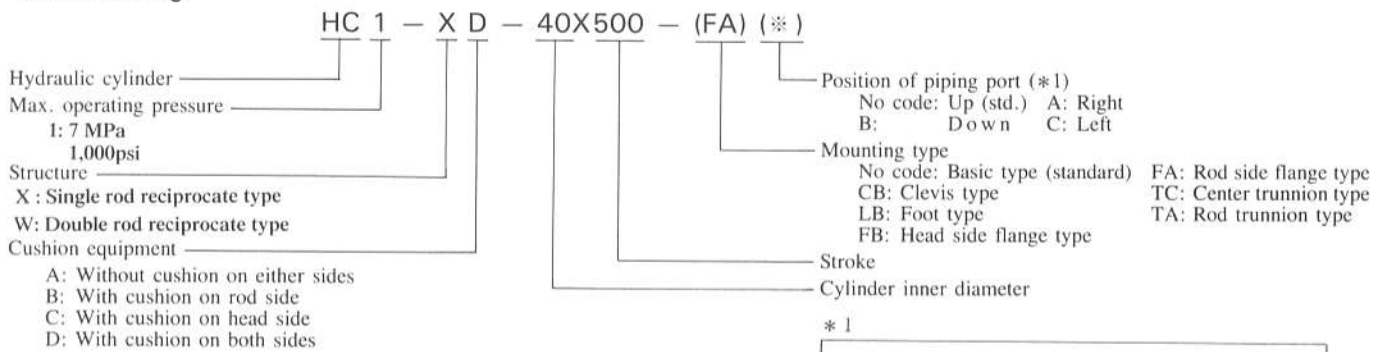 HC 1 － X D － 40X500 － (FA) (※)
Hydraulic cylinder
Max. operating pressure
1: 7 MPa
1,000psi
Structure
X : Single rod reciprocate type
W: Double rod reciprocate type
Cushion equipment
A: Without cushion on either sides
B: With cushion on rod side
C: With cushion on head side
D: With cushion on both sides
Position of piping port (*1)
No code: Up (std.) A: Right
B: Down C: Left
Mounting type
No code: Basic type (standard) FA: Rod side flange type
CB: Clevis type TC: Center trunnion type
LB: Foot type TA: Rod trunnion type
FB: Head side flange type
Stroke
Cylinder inner diameter
* 1